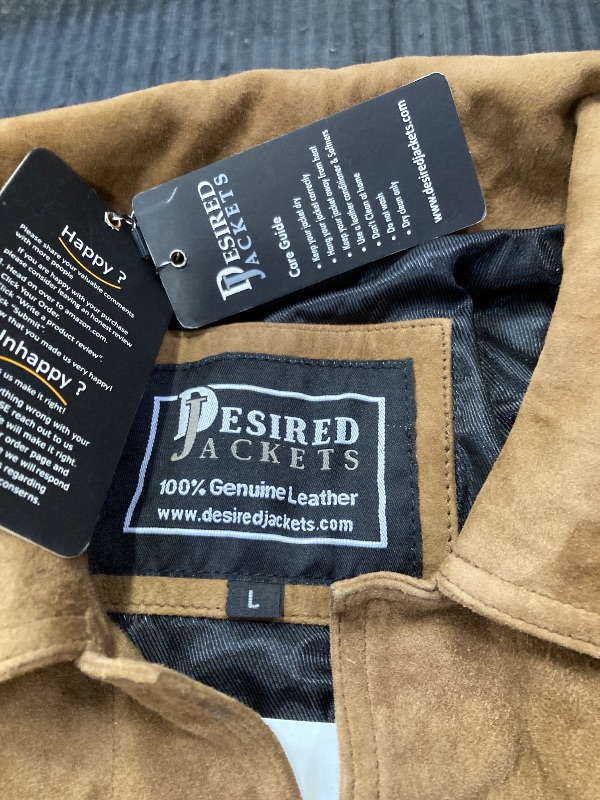 Happy ?
Please share your valuable comments
with more people
If you are happy with your purchase
please consider leaving an honest review
Head on over to amazon.com.
Click Your Order
"Write a product review"
"submit".
that you made us very happy!
Unhappy ?
us make it right!
thing wrong with your
reach out to us
will make it right.
order page and
we will respond
regarding
concerns.
DESIRED
JACKETS
Care Guide
• Keep your jacket dry
• Hang your jacket correctly
• Keep your jacket away from heat
• Use a leather conditioner & Softners
• Don't Clean at home
• Do not wash
• Dry clean only
www.desiredjackets.com
DESIRED
JACKETS
100% Genuine Leather
www.desiredjackets.com
L